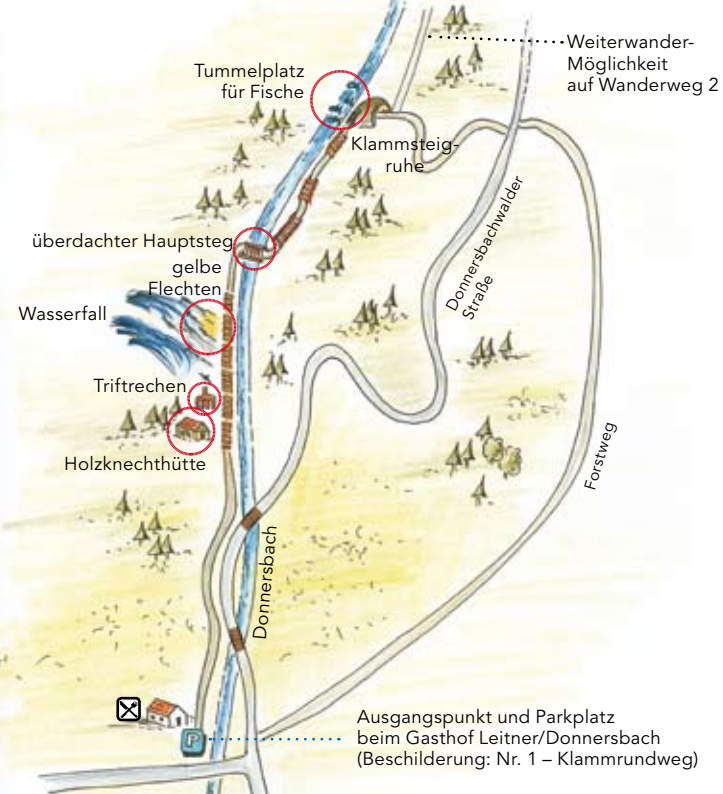 Weiterwander-
Möglichkeit
auf Wanderweg 2
Tummelplatz
für Fische
Klammsteig-
ruhe
überdachter Hauptsteg
gelbe
Flechten
Wasserfall
Donnersbachwalder
Straße
Triftrechen
Holzknechthütte
Forstweg
Donnersbach
P
Ausgangspunkt und Parkplatz
beim Gasthof Leitner/Donnersbach
(Beschilderung: Nr. 1 – Klammrundweg)